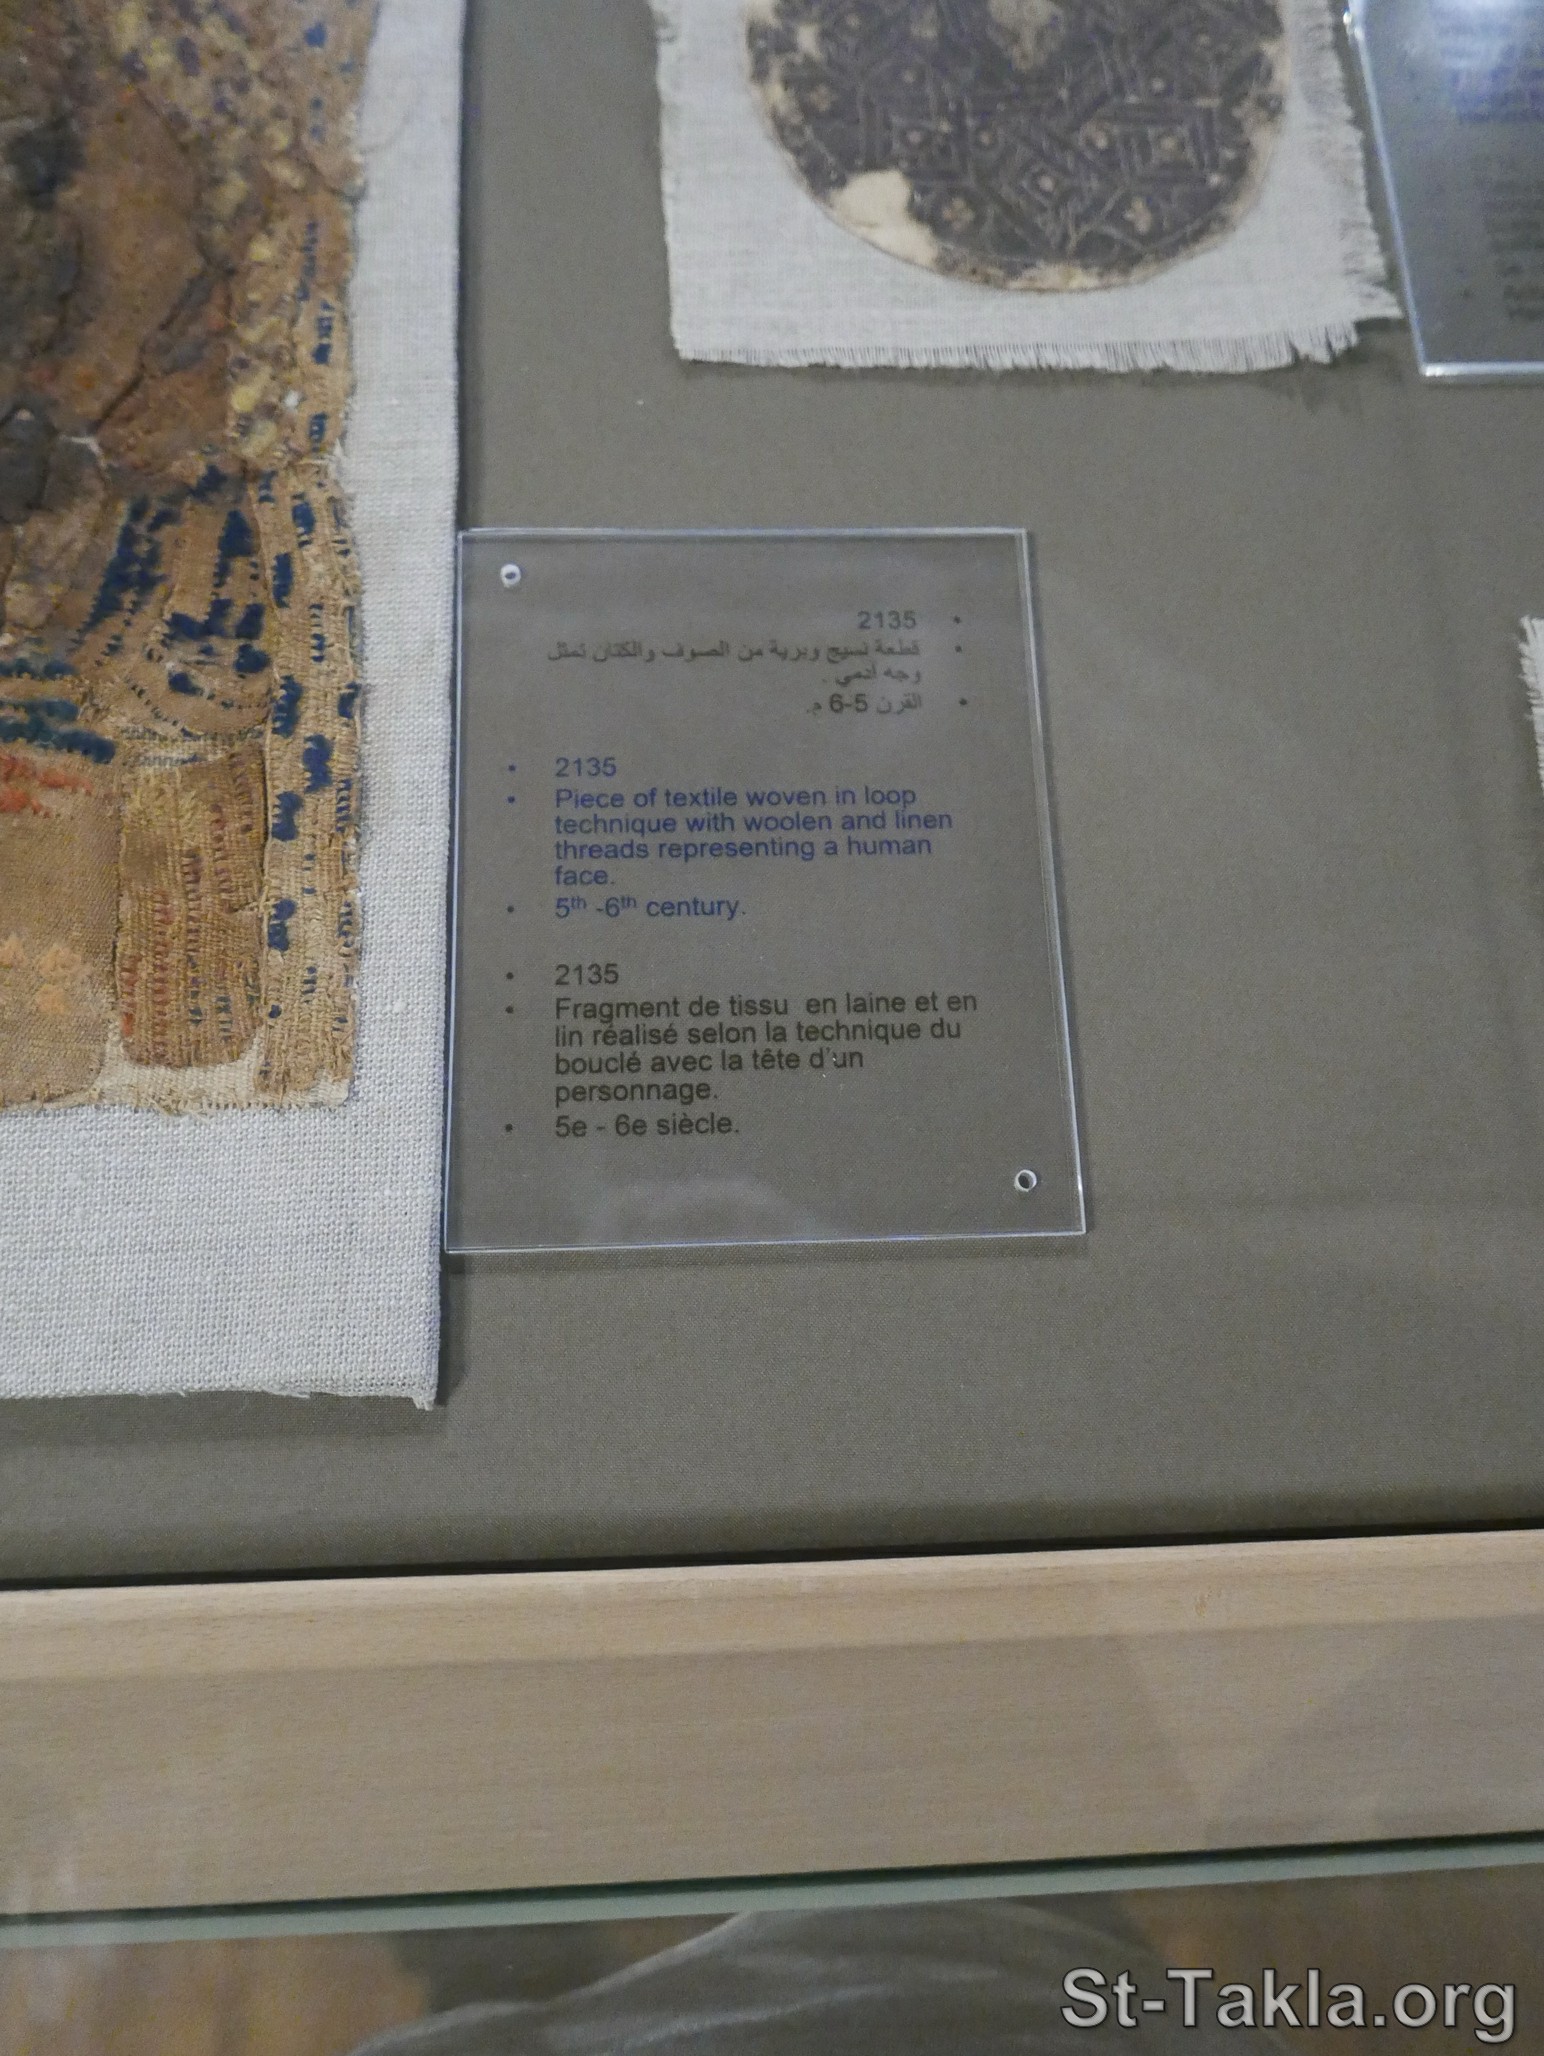 • 2135
• قطعة نسيج وبرية من الصوف والكتان تمثل
وجه آدمي .
• القرن 5-6 م.
• 2135
• Piece of textile woven in loop
technique with woolen and linen
threads representing a human
face.
• 5th -6th century.
• 2135
• Fragment de tissu en laine et en
lin réalisé selon la technique du
bouclé avec la tête d'un
personnage.
• 5e - 6e siècle.
St-Takla.org